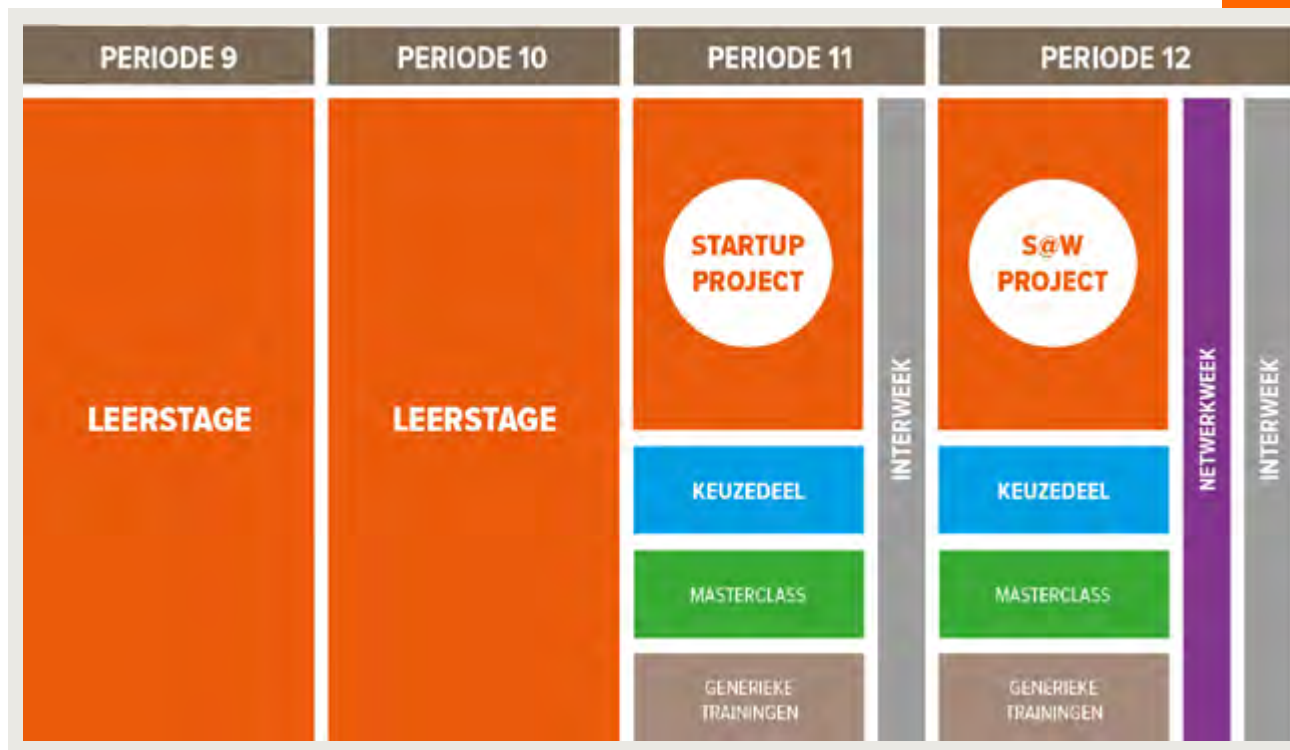 PERIODE 9
PERIODE 10
PERIODE 11
PERIODE 12
LEERSTAGE
LEERSTAGE
STARTUP
PROJECT
KEUZEDEEL
MASTERCLASS
GENERIEKE
TRAININGEN
INTERWEEK
S@W
PROJECT
KEUZEDEEL
MASTERCLASS
GENERIEKE
TRAININGEN
NETWERKWEEK
INTERWEEK